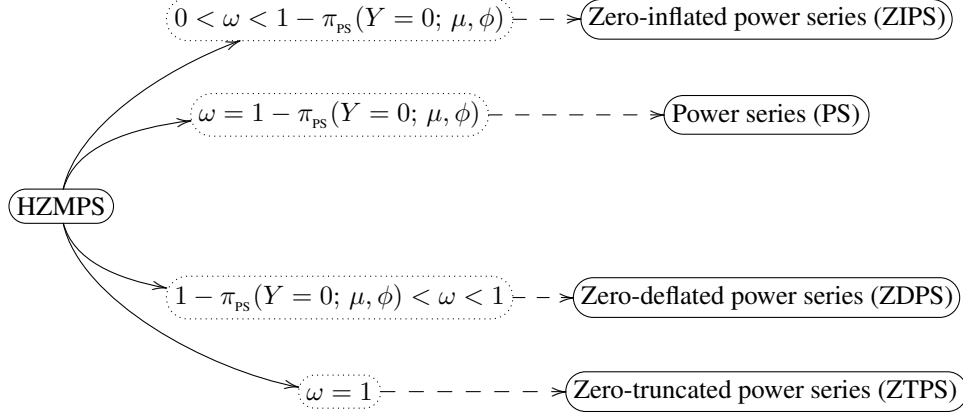 0 < ω < 1 − π_PS(Y = 0; μ, ϕ) Zero-inflated power series (ZIPS)
ω = 1 − π_PS(Y = 0; μ, ϕ) Power series (PS)
HZMPS
1 − π_PS(Y = 0; μ, ϕ) < ω < 1 Zero-deflated power series (ZDPS)
ω = 1 Zero-truncated power series (ZTPS)